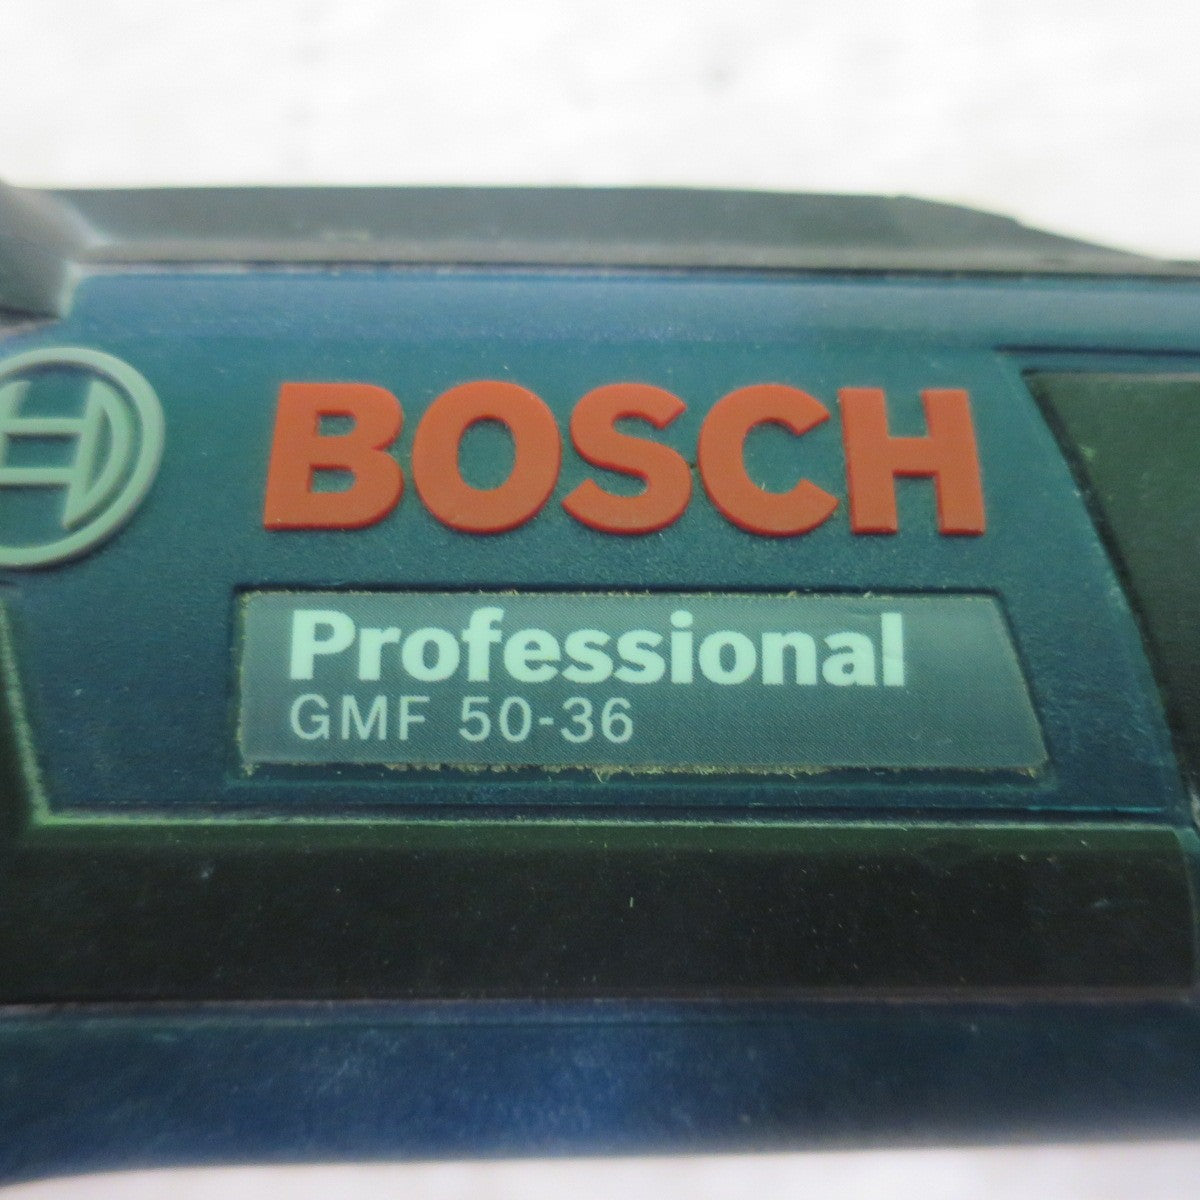 BOSCH
Professional
GMF 50-36